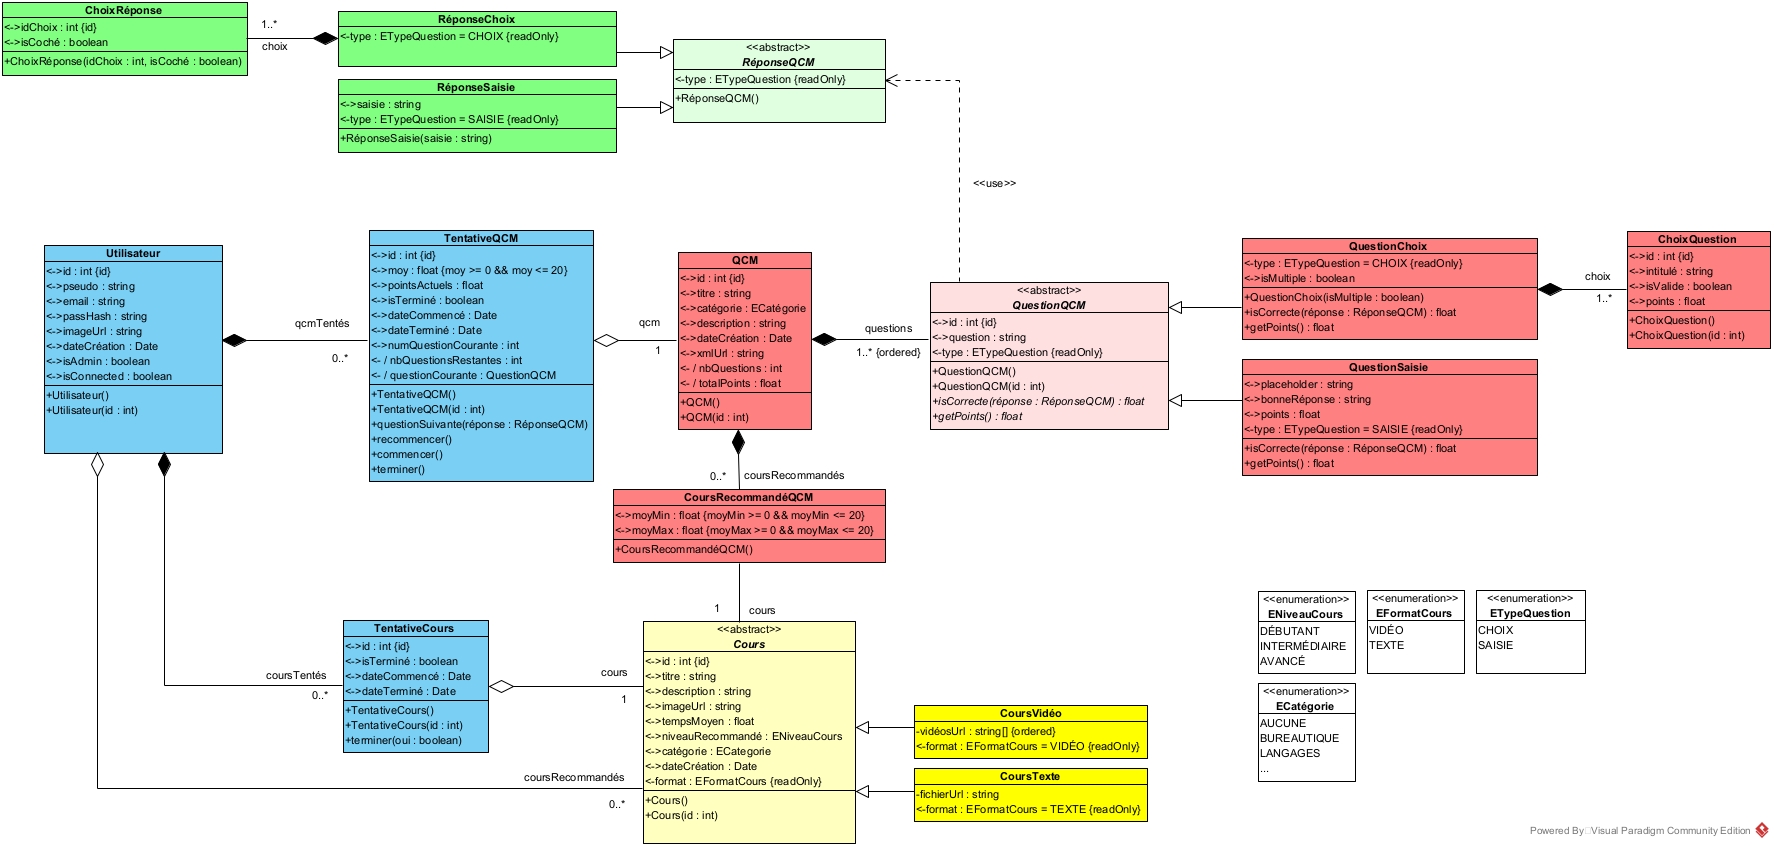 ChoixRéponse
<->idChoix : int {id}
<->isCoché : boolean
+ChoixRéponse(idChoix : int, isCoché : boolean)
1..*
choix
RéponseChoix
<-type : ETypeQuestion = CHOIX {readOnly}
RéponseSaisie
<->saisie : string
<-type : ETypeQuestion = SAISIE {readOnly}
+RéponseSaisie(saisie : string)
<<abstract>>
RéponseQCM
<-type : ETypeQuestion {readOnly}
+RéponseQCM()
<<use>>
Utilisateur
<->id : int {id}
<->pseudo : string
<->email : string
<->passHash : string
<->imageUrl : string
<->dateCréation : Date
<->isAdmin : boolean
<->isConnected : boolean
+Utilisateur()
+Utilisateur(id : int)
qcmTentés
0..*
TentativeQCM
<->id : int {id}
<->moy : float {moy >= 0 && moy <= 20}
<->pointsActuels : float
<->isTerminé : boolean
<->dateCommencé : Date
<->dateTerminé : Date
<->numQuestionCourante : int
<- / nbQuestionsRestantes : int
<- / questionCourante : QuestionQCM
+TentativeQCM()
+TentativeQCM(id : int)
+questionSuivante(réponse : RéponseQCM)
+recommencer()
+commencer()
+terminer()
qcm
1
QCM
<->id : int {id}
<->titre : string
<->catégorie : ECatégorie
<->description : string
<->dateCréation : Date
<->xmlUrl : string
<- / nbQuestions : int
<- / totalPoints : float
+QCM()
+QCM(id : int)
questions
1..* {ordered}
<<abstract>>
QuestionQCM
<->id : int {id}
<->question : string
<-type : ETypeQuestion {readOnly}
+QuestionQCM()
+QuestionQCM(id : int)
+isCorrecte(réponse : RéponseQCM) : float
+getPoints() : float
QuestionChoix
<-type : ETypeQuestion = CHOIX {readOnly}
<->isMultiple : boolean
+QuestionChoix(isMultiple : boolean)
+isCorrecte(réponse : RéponseQCM) : float
+getPoints() : float
choix
1..*
ChoixQuestion
<->id : int {id}
<->intitulé : string
<->isValide : boolean
<->points : float
+ChoixQuestion()
+ChoixQuestion(id : int)
QuestionSaisie
<->placeholder : string
<->bonneRéponse : string
<->points : float
<-type : ETypeQuestion = SAISIE {readOnly}
+isCorrecte(réponse : RéponseQCM) : float
+getPoints() : float
0..*
coursRecommandés
CoursRecommandéQCM
<->moyMin : float {moyMin >= 0 && moyMin <= 20}
<->moyMax : float {moyMax >= 0 && moyMax <= 20}
+CoursRecommandéQCM()
1
cours
coursTentés
0..*
TentativeCours
<->id : int {id}
<->isTerminé : boolean
<->dateCommencé : Date
<->dateTerminé : Date
+TentativeCours()
+TentativeCours(id : int)
+terminer(oui : boolean)
cours
1
coursRecommandés
0..*
<<abstract>>
Cours
<->id : int {id}
<->titre : string
<->description : string
<->imageUrl : string
<->tempsMoyen : float
<->niveauRecommandé : ENiveauCours
<->catégorie : ECategorie
<->dateCréation : Date
<-format : EFormatCours {readOnly}
+Cours()
+Cours(id : int)
CoursVidéo
-vidéosUrl : string[] {ordered}
<-format : EFormatCours = VIDÉO {readOnly}
CoursTexte
-fichierUrl : string
<-format : EFormatCours = TEXTE {readOnly}
<<enumeration>>
ENiveauCours
DÉBUTANT
INTERMÉDIAIRE
AVANCÉ
<<enumeration>>
EFormatCours
VIDÉO
TEXTE
<<enumeration>>
ETypeQuestion
CHOIX
SAISIE
<<enumeration>>
ECatégorie
AUCUNE
BUREAUTIQUE
LANGAGES
...
Powered By Visual Paradigm Community Edition